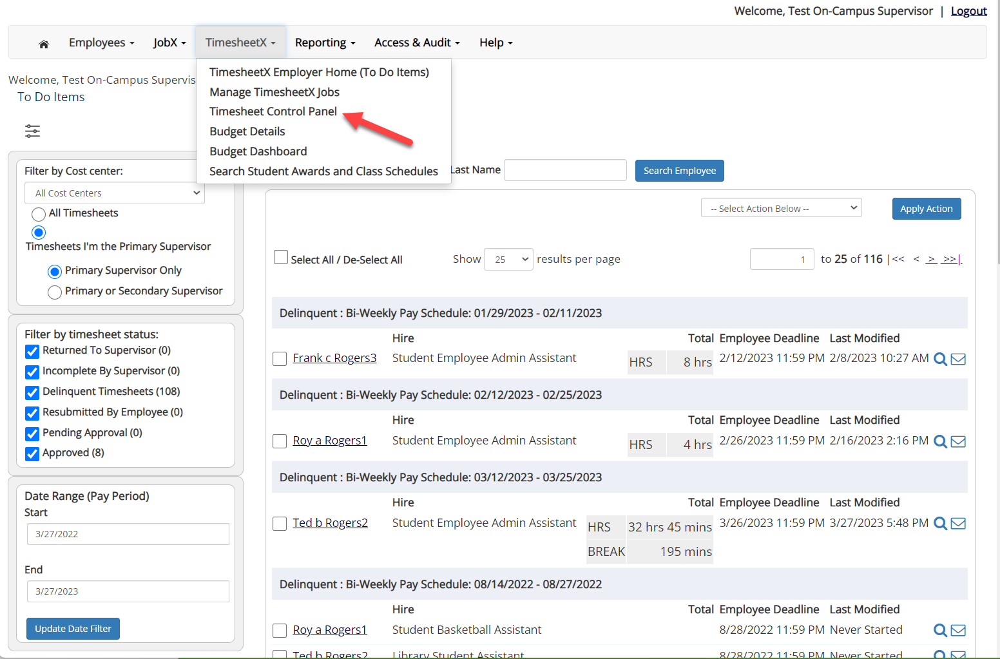 Welcome, Test On-Campus Supervisor | Logout
Employees JobX TimesheetX Reporting Access & Audit Help
TimesheetX Employer Home (To Do Items)
Manage TimesheetX Jobs
Timesheet Control Panel
Budget Details
Budget Dashboard
Search Student Awards and Class Schedules
Welcome, Test On-Campus Supervis
To Do Items
Filter by Cost center:
All Cost Centers
All Timesheets
Timesheets I'm the Primary Supervisor
Primary Supervisor Only
Primary or Secondary Supervisor
Filter by timesheet status:
Returned To Supervisor (0)
Incomplete By Supervisor (0)
Delinquent Timesheets (108)
Resubmitted By Employee (0)
Pending Approval (0)
Approved (8)
Date Range (Pay Period)
Start
3/27/2022
End
3/27/2023
Update Date Filter
Last Name Search Employee
-- Select Action Below -- Apply Action
Select All / De-Select All Show 25 results per page 1 to 25 of 116 |<< < > >>|
Delinquent : Bi-Weekly Pay Schedule: 01/29/2023 - 02/11/2023
Hire Total Employee Deadline Last Modified
Frank c Rogers3 Student Employee Admin Assistant HRS 8 hrs 2/12/2023 11:59 PM 2/8/2023 10:27 AM
Delinquent : Bi-Weekly Pay Schedule: 02/12/2023 - 02/25/2023
Hire Total Employee Deadline Last Modified
Roy a Rogers1 Student Employee Admin Assistant HRS 4 hrs 2/26/2023 11:59 PM 2/16/2023 2:16 PM
Delinquent : Bi-Weekly Pay Schedule: 03/12/2023 - 03/25/2023
Hire Total Employee Deadline Last Modified
Ted b Rogers2 Student Employee Admin Assistant HRS 32 hrs 45 mins 3/26/2023 11:59 PM 3/27/2023 5:48 PM
BREAK 195 mins
Delinquent : Bi-Weekly Pay Schedule: 08/14/2022 - 08/27/2022
Hire Total Employee Deadline Last Modified
Roy a Rogers1 Student Basketball Assistant 8/28/2022 11:59 PM Never Started
Ted b Rogers2 Library Student Assistant 8/28/2022 11:59 PM Never Started